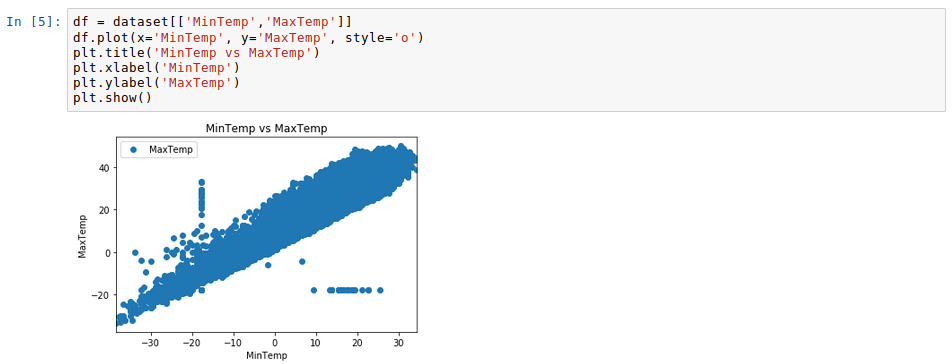 In [5]: df = dataset[['MinTemp','MaxTemp']]
df.plot(x='MinTemp', y='MaxTemp', style='o')
plt.title('MinTemp vs MaxTemp')
plt.xlabel('MinTemp')
plt.ylabel('MaxTemp')
plt.show()
MinTemp vs MaxTemp
MaxTemp
40
20
0
−20
MaxTemp
−30 −20 −10 0 10 20 30
MinTemp